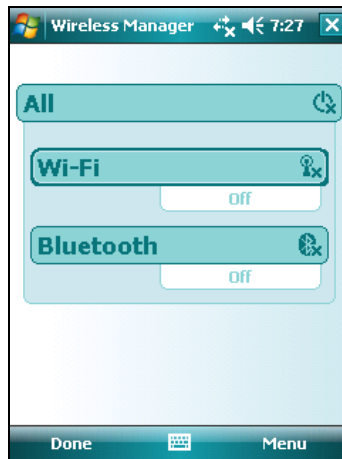 Wireless Manager 7:27
All
Wi-Fi
Off
Bluetooth
Off
Done Menu